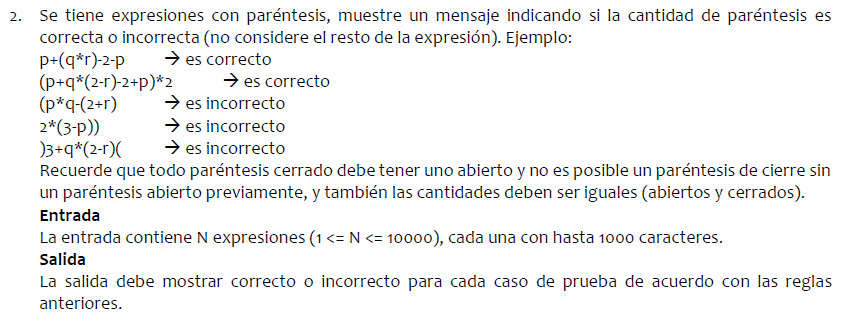 2. Se tiene expresiones con paréntesis, muestre un mensaje indicando si la cantidad de paréntesis es
correcta o incorrecta (no considere el resto de la expresión). Ejemplo:
p+(q*r)-2-p → es correcto
(p+q*(2-r)-2+p)*2 → es correcto
(p*q-(2+r) → es incorrecto
2*(3-p)) → es incorrecto
)3+q*(2-r)( → es incorrecto
Recuerde que todo paréntesis cerrado debe tener uno abierto y no es posible un paréntesis de cierre sin
un paréntesis abierto previamente, y también las cantidades deben ser iguales (abiertos y cerrados).
Entrada
La entrada contiene N expresiones (1 <= N <= 10000), cada una con hasta 1000 caracteres.
Salida
La salida debe mostrar correcto o incorrecto para cada caso de prueba de acuerdo con las reglas
anteriores.